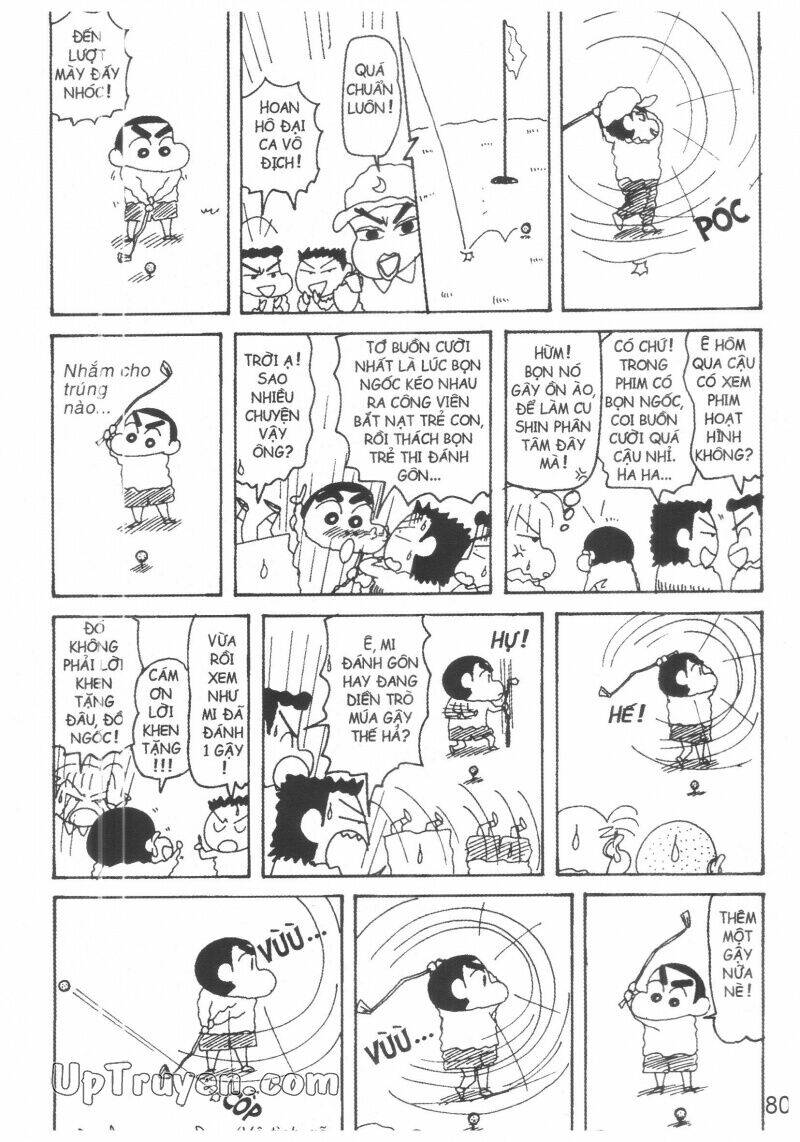 PÓC
QUÁ
CHUẨN
LUÔN!
HOAN
HÔ ĐẠI
CA VÔ
ĐỊCH!
ĐẾN
LƯỢT
MÀY ĐẤY
NHÓC!
Ê HÔM
QUA CẬU
CÓ XEM
PHIM
HOẠT
HÌNH
KHÔNG?
CÓ CHỨ!
TRONG
PHIM CÓ
BỌN NGỐC,
COI BUỒN
CƯỜI QUÁ
CẬU NHỈ.
HA HA...
HỪM!
BỌN NÓ
GÂY ỒN ÀO,
ĐỂ LÀM CU
SHIN PHÂN
TÂM ĐÂY
MÀ!
TỚ BUỒN CƯỜI
NHẤT LÀ LÚC BỌN
NGỐC KÉO NHAU
RA CÔNG VIÊN
BẮT NẠT TRẺ CON,
RỒI THÁCH BỌN
TRẺ THI ĐÁNH
GÔN...
TRỜI Ạ!
SAO
NHIỀU
CHUYỆN
VẬY
ÔNG?
Nhắm cho
trúng
nào...
HẾ!
HỰ!
Ê, MI
ĐÁNH GÔN
HAY ĐANG
DIỄN TRÒ
MÚA GẬY
THẾ HẢ?
VỪA
RỒI
XEM
NHƯ
MI ĐÃ
ĐÁNH
1 GẬY!
CÁM
ƠN
LỜI
KHEN
TẶNG
!!!
ĐÓ
KHÔNG
PHẢI LỜI
KHEN
TẶNG
ĐÂU, ĐỒ
NGỐC!
THÊM
MỘT
GẬY
NỮA
NÈ!
VÙÙ...
VÙÙ...
CỐP
UpTruyen.com
80